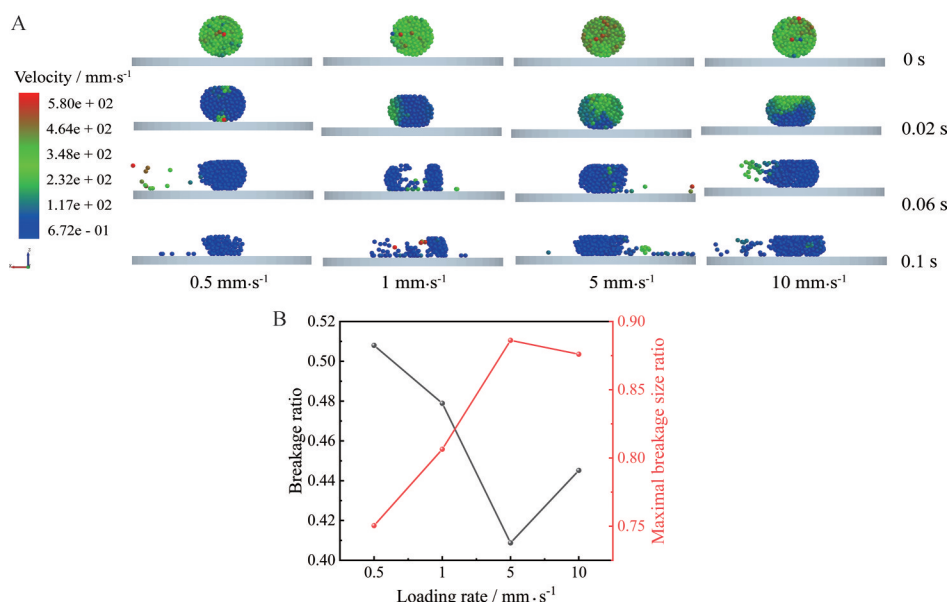 A
0 s
Velocity / mm·s⁻¹
5.80e + 02
4.64e + 02
3.48e + 02
2.32e + 02
1.17e + 02
6.72e - 01
0.02 s
0.06 s
0.1 s
z
x
0.5 mm·s⁻¹
1 mm·s⁻¹
5 mm·s⁻¹
10 mm·s⁻¹
B
0.52
0.50
0.48
0.46
0.44
0.42
0.40
Breakage ratio
0.90
0.85
0.80
0.75
Maximal breakage size ratio
0.5
1
5
10
Loading rate / mm·s⁻¹